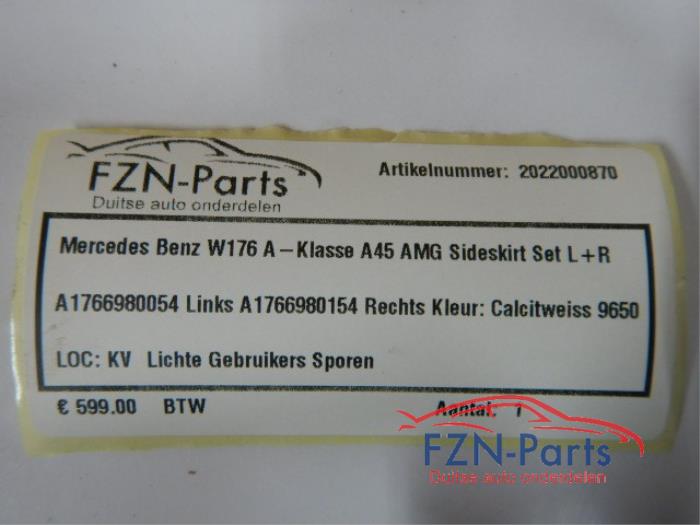 FZN-Parts
Duitse auto onderdelen
Artikelnummer: 2022000870
Mercedes Benz W176 A-Klasse A45 AMG Sideskirt Set L+R
A1766980054 Links A1766980154 Rechts Kleur: Calcitweiss 9650
LOC: KV Lichte Gebruikers Sporen
€ 599.00 BTW
Aantal: 1
FZN-Parts
Duitse auto onderdelen